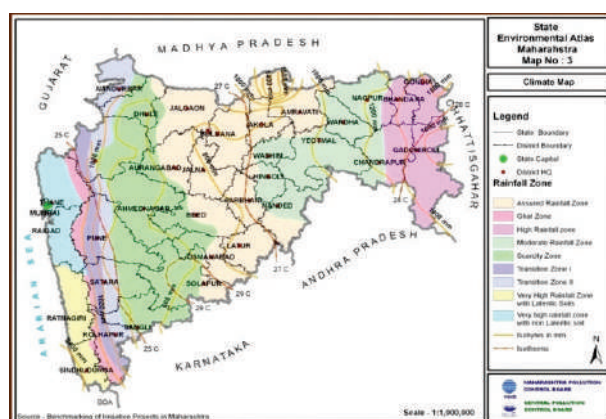 State
Environmental Atlas
Maharahstra
Map No : 3
Climate Map
Legend
State Boundary
District Boundary
State Capital
District HQ
Rainfall Zone
Assured Rainfall Zone
Ghat Zone
High Rainfall Zone
Moderate Rainfall Zone
Scarcity Zone
Transition Zone I
Transition Zone II
Very High Rainfall Zone
with Lateritic Soils
Very high rainfall zone
with non Lateritic soil
Isohytes in mm
Isotherms
N
MAHARASHTRA POLLUTION
CONTROL BOARD
CENTRAL POLLUTION
CONTROL BOARD
MADHYA PRADESH
GUJARAT
ARABIAN SEA
KARNATAKA
ANDHRA PRADESH
GOA
NANDURBAR
DHULE
JALGAON
BULDANA
AKOLA
AMRAVATI
NAGPUR
BHANDARA
GONDIA
WARDHA
WASHIM
YEOTMAL
CHANDRAPUR
GADCHIROLI
HINGOLI
NANDED
PARBHANI
JALNA
AURANGABAD
AHMEDNAGAR
BEED
LATUR
OSMANABAD
SOLAPUR
THANE
MUMBAI
RAIGAD
PUNE
SATARA
SANGLI
RATNAGIRI
KOLHAPUR
SINDHUDURGA
25 C
27 C
27 C
29 C
25 C
Source - Benchmarking of Irrigation Projects in Maharashtra
Scale - 1:1,000,000